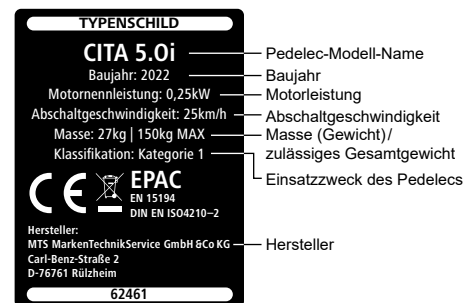 TYPENSCHILD
CITA 5.0i
Pedelec-Modell-Name
Baujahr: 2022
Baujahr
Motornennleistung: 0,25kW
Motorleistung
Abschaltgeschwindigkeit: 25km/h
Abschaltgeschwindigkeit
Masse: 27kg | 150kg MAX
Masse (Gewicht)/
zulässiges Gesamtgewicht
Klassifikation: Kategorie 1
Einsatzzweck des Pedelecs
CE
EPAC
EN 15194
DIN EN ISO4210–2
Hersteller:
MTS MarkenTechnikService GmbH &Co KG
Hersteller
Carl-Benz-Straße 2
D-76761 Rülzheim
62461